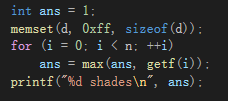 int ans = 1;
memset(d, 0xff, sizeof(d));
for (i = 0; i < n; ++i)
ans = max(ans, getf(i));
printf("%d shades\n", ans);